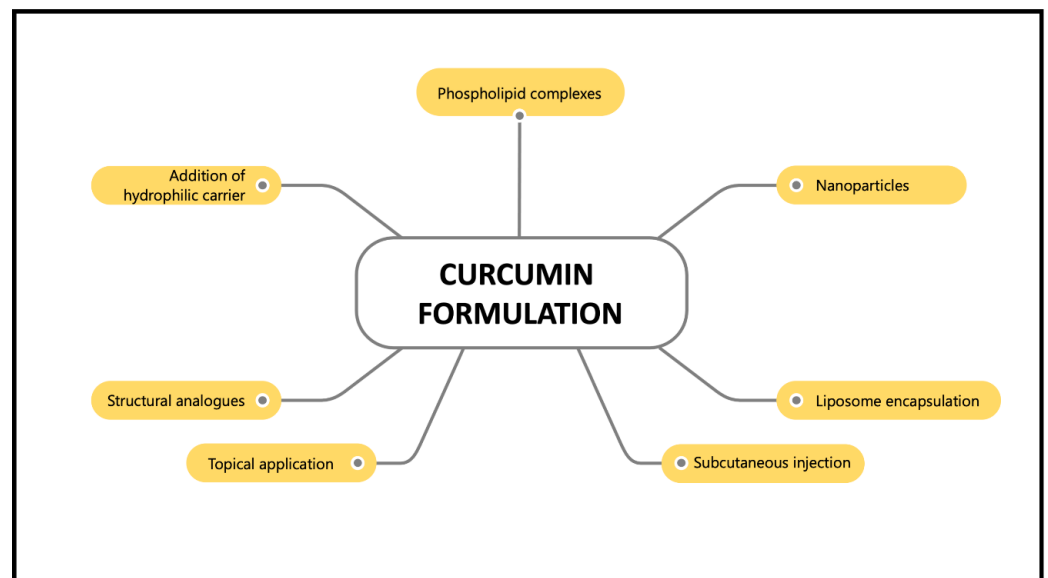 Phospholipid complexes
Addition of
hydrophilic carrier
Nanoparticles
CURCUMIN
FORMULATION
Structural analogues
Liposome encapsulation
Topical application
Subcutaneous injection